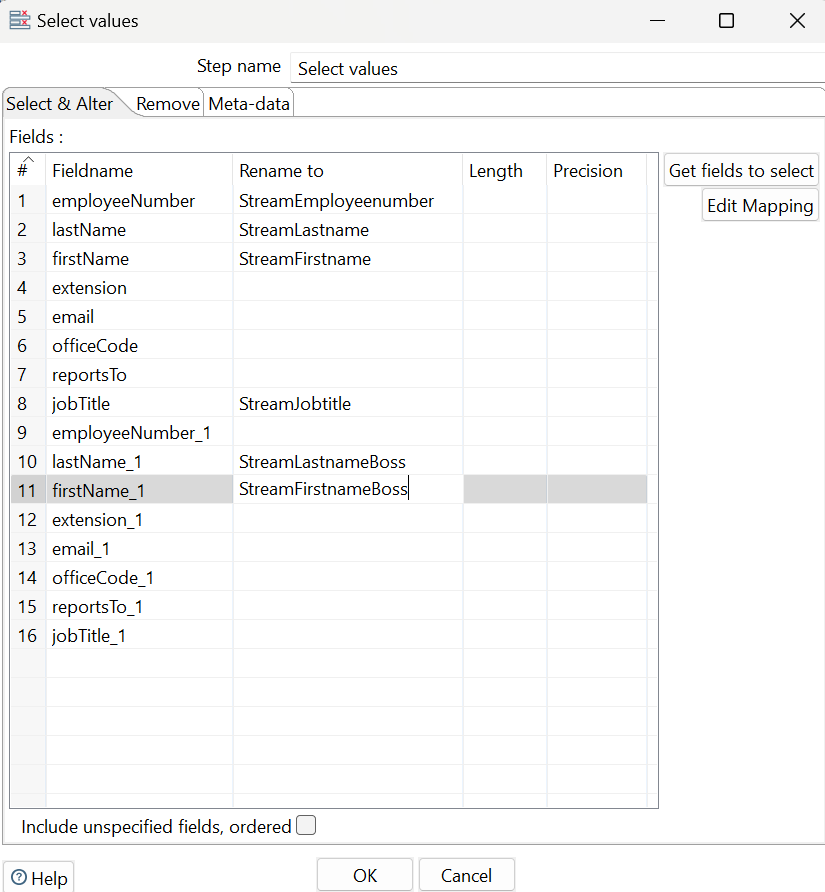 Select values
Step name Select values
Select & Alter Remove Meta-data
Fields :
# Fieldname Rename to Length Precision Get fields to select
1 employeeNumber StreamEmployeenumber Edit Mapping
2 lastName StreamLastname
3 firstName StreamFirstname
4 extension
5 email
6 officeCode
7 reportsTo
8 jobTitle StreamJobtitle
9 employeeNumber_1
10 lastName_1 StreamLastnameBoss
11 firstName_1 StreamFirstnameBoss
12 extension_1
13 email_1
14 officeCode_1
15 reportsTo_1
16 jobTitle_1
Include unspecified fields, ordered
Help OK Cancel